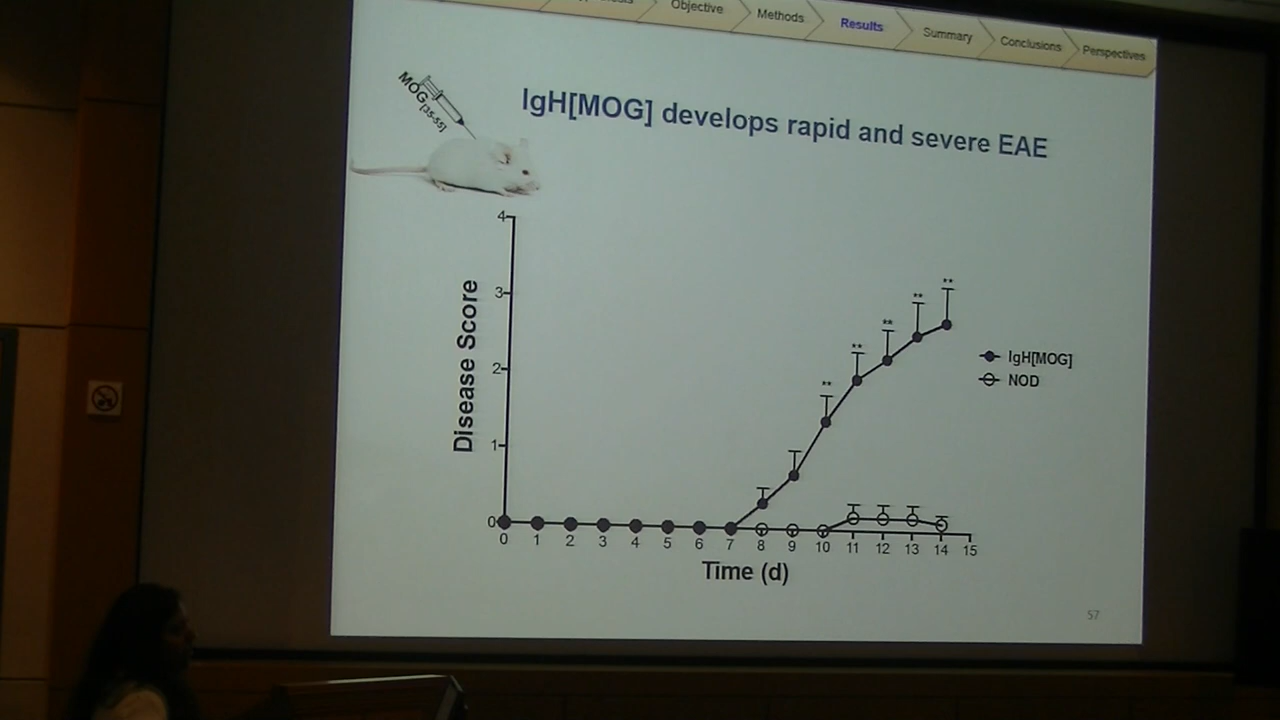 Objective
Methods
Results
Summary
Conclusions
Perspectives
MOG[35-55]
IgH[MOG] develops rapid and severe EAE
4
3
2
1
0
Disease Score
**
**
**
**
**
IgH[MOG]
NOD
0 1 2 3 4 5 6 7 8 9 10 11 12 13 14 15
Time (d)
57